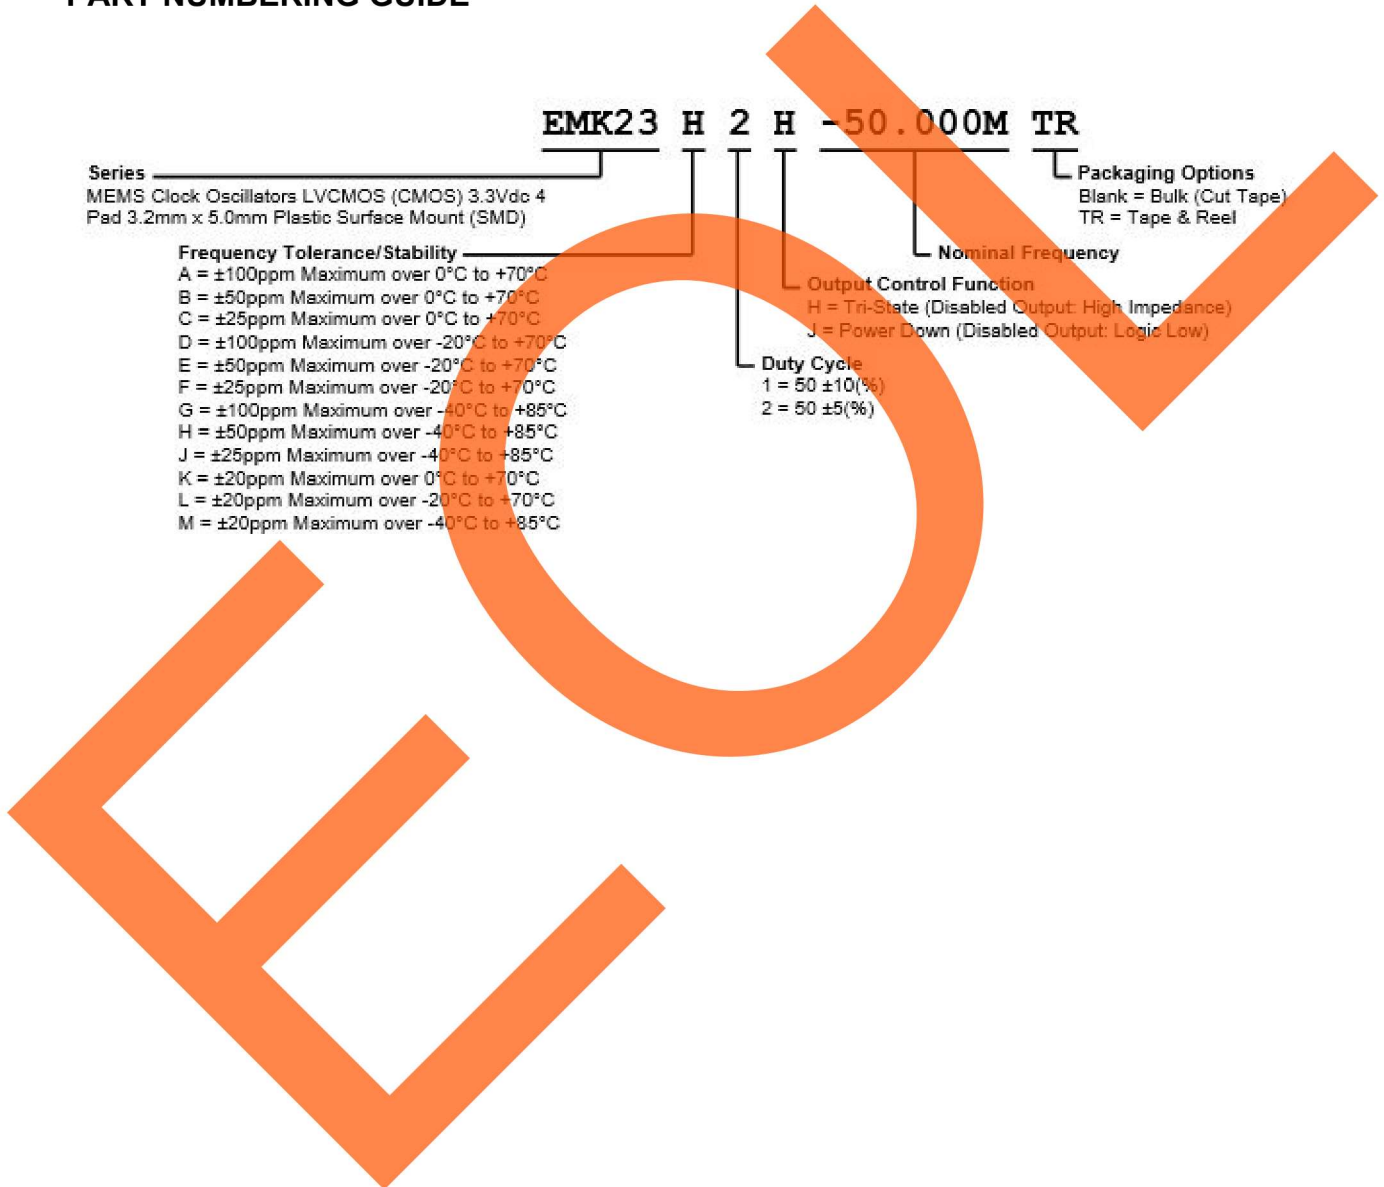 PART NUMBERING GUIDE
EMK23 H 2 H -50.000M TR
Series
MEMS Clock Oscillators LVCMOS (CMOS) 3.3Vdc 4
Pad 3.2mm x 5.0mm Plastic Surface Mount (SMD)
Packaging Options
Blank = Bulk (Cut Tape)
TR = Tape & Reel
Frequency Tolerance/Stability
A = ±100ppm Maximum over 0°C to +70°C
B = ±50ppm Maximum over 0°C to +70°C
C = ±25ppm Maximum over 0°C to +70°C
D = ±100ppm Maximum over -20°C to +70°C
E = ±50ppm Maximum over -20°C to +70°C
F = ±25ppm Maximum over -20°C to +70°C
G = ±100ppm Maximum over -40°C to +85°C
H = ±50ppm Maximum over -40°C to +85°C
J = ±25ppm Maximum over -40°C to +85°C
K = ±20ppm Maximum over 0°C to +70°C
L = ±20ppm Maximum over -20°C to +70°C
M = ±20ppm Maximum over -40°C to +85°C
Nominal Frequency
Output Control Function
H = Tri-State (Disabled Output: High Impedance)
J = Power Down (Disabled Output: Logic Low)
Duty Cycle
1 = 50 ±10(%)
2 = 50 ±5(%)
EOL